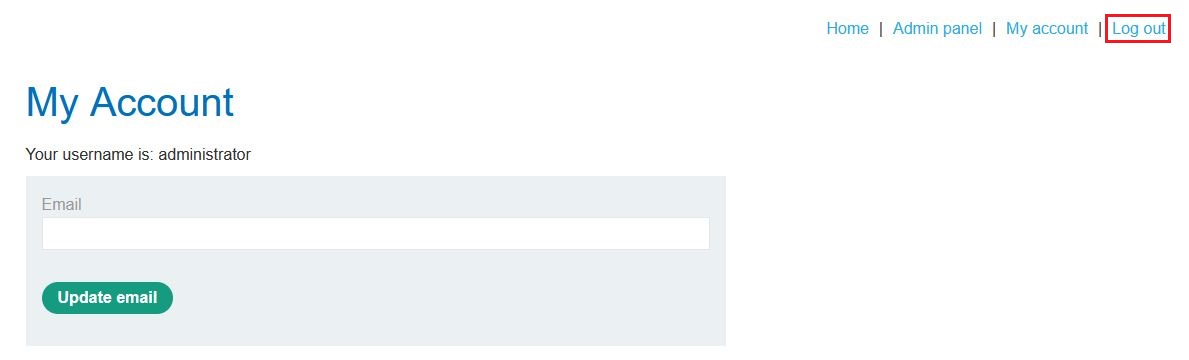 Home | Admin panel | My account | Log out
My Account
Your username is: administrator
Email
Update email